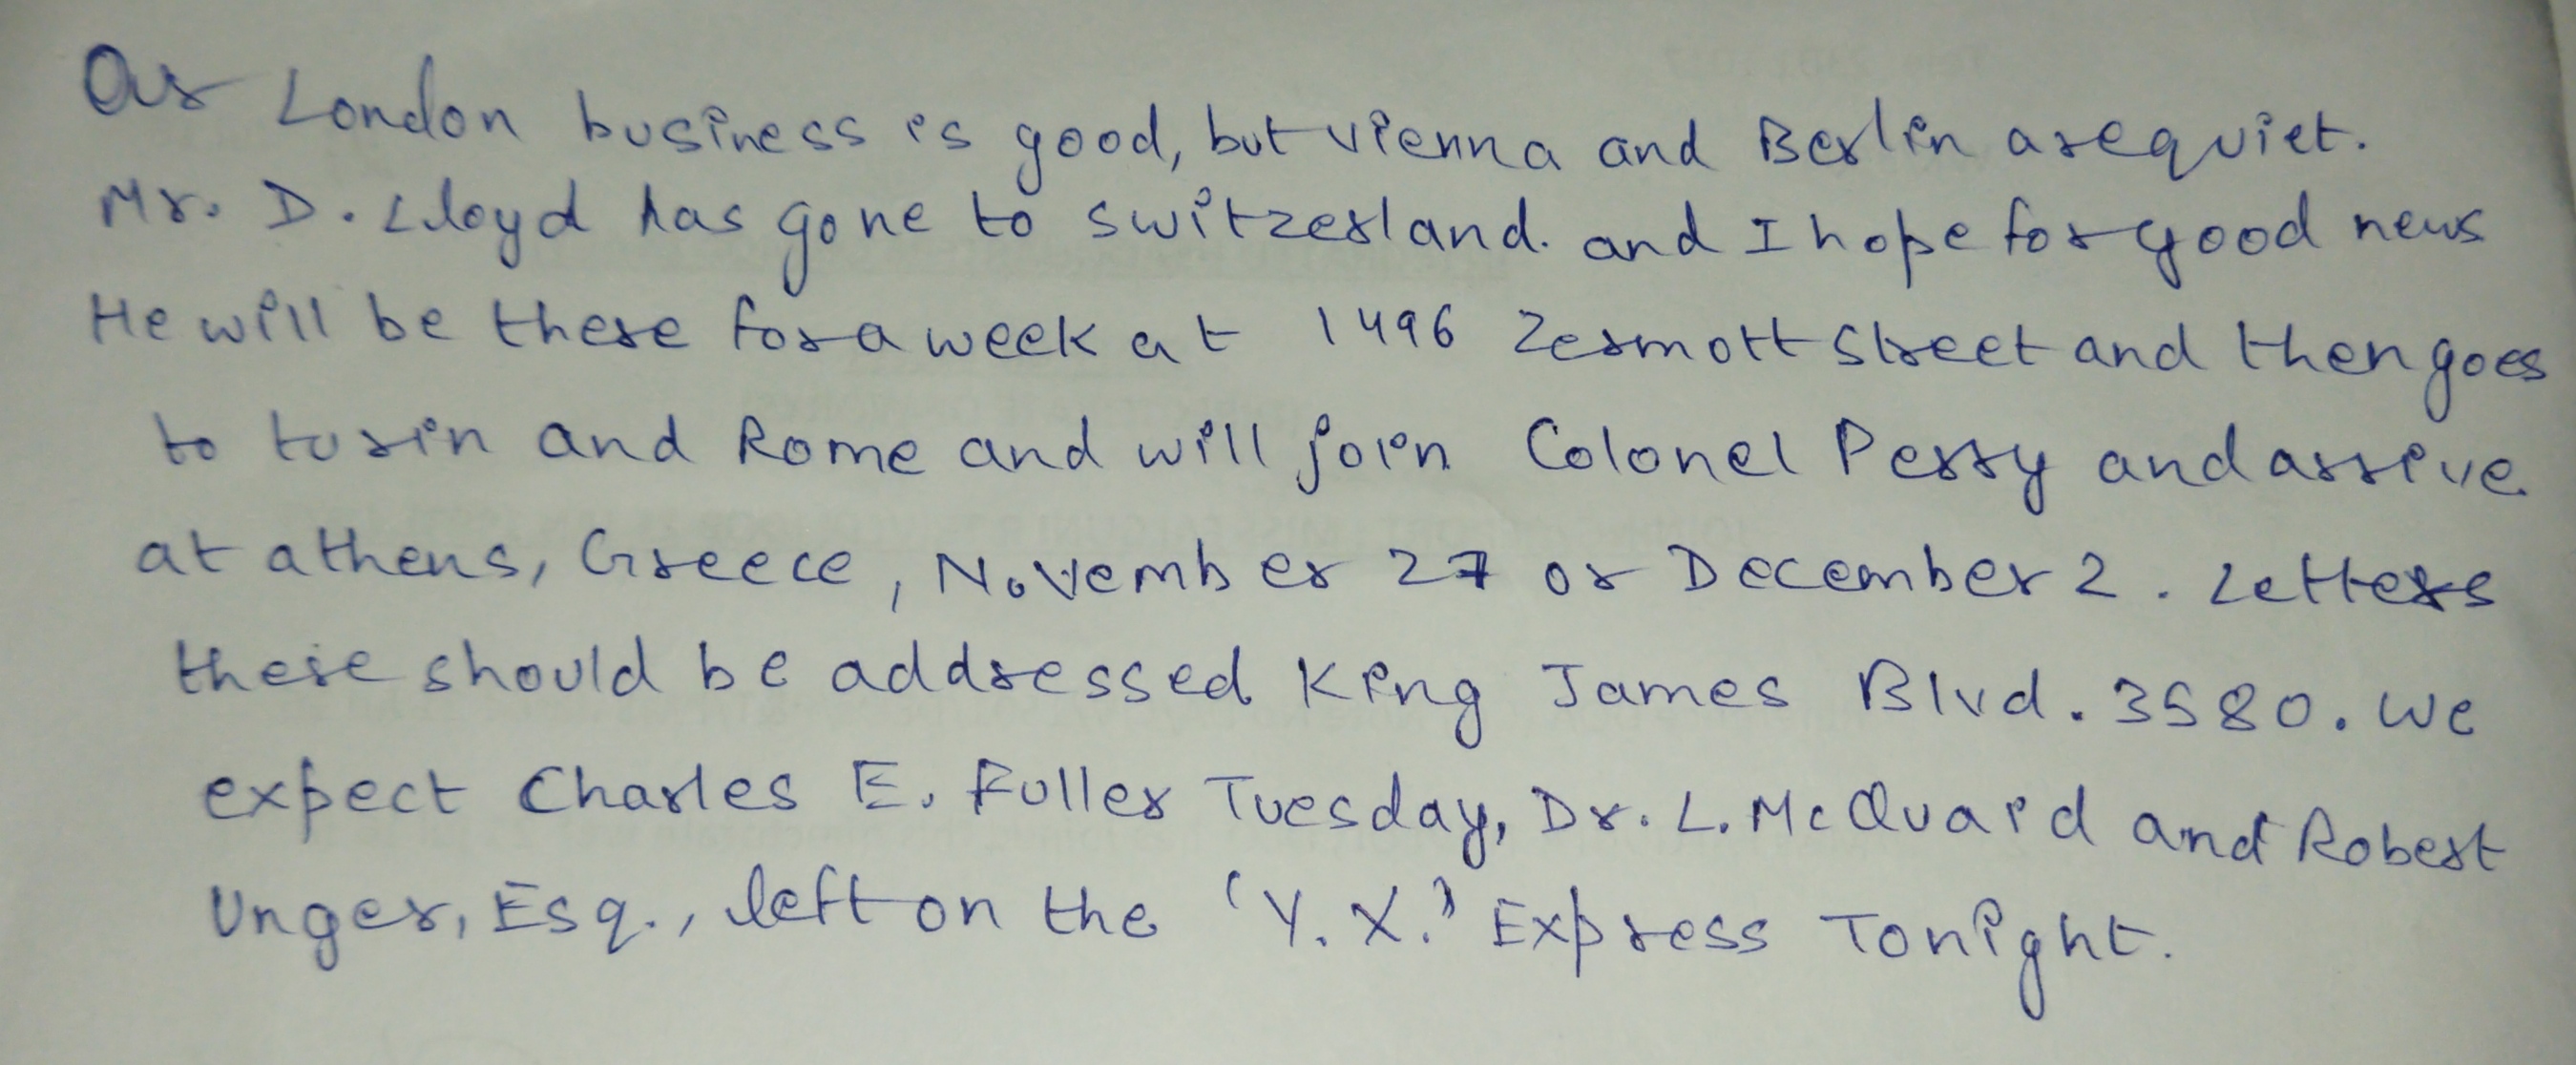 Our London business is good, but vienna and Berlin are quiet.
Mr. D. Lloyd has gone to switzerland. and I hope for good news
He will be there for a week at 1496 Zermott street and then goes
to turin and Rome and will join Colonel Perry and arrive
at athens, Greece, November 27 or December 2. Letters
there should be addressed King James Blvd. 3580. We
expect Charles E. Fuller Tuesday, Dr. L. McQuaid and Robert
Unger, Esq., left on the 'Y. X.' Express Tonight.